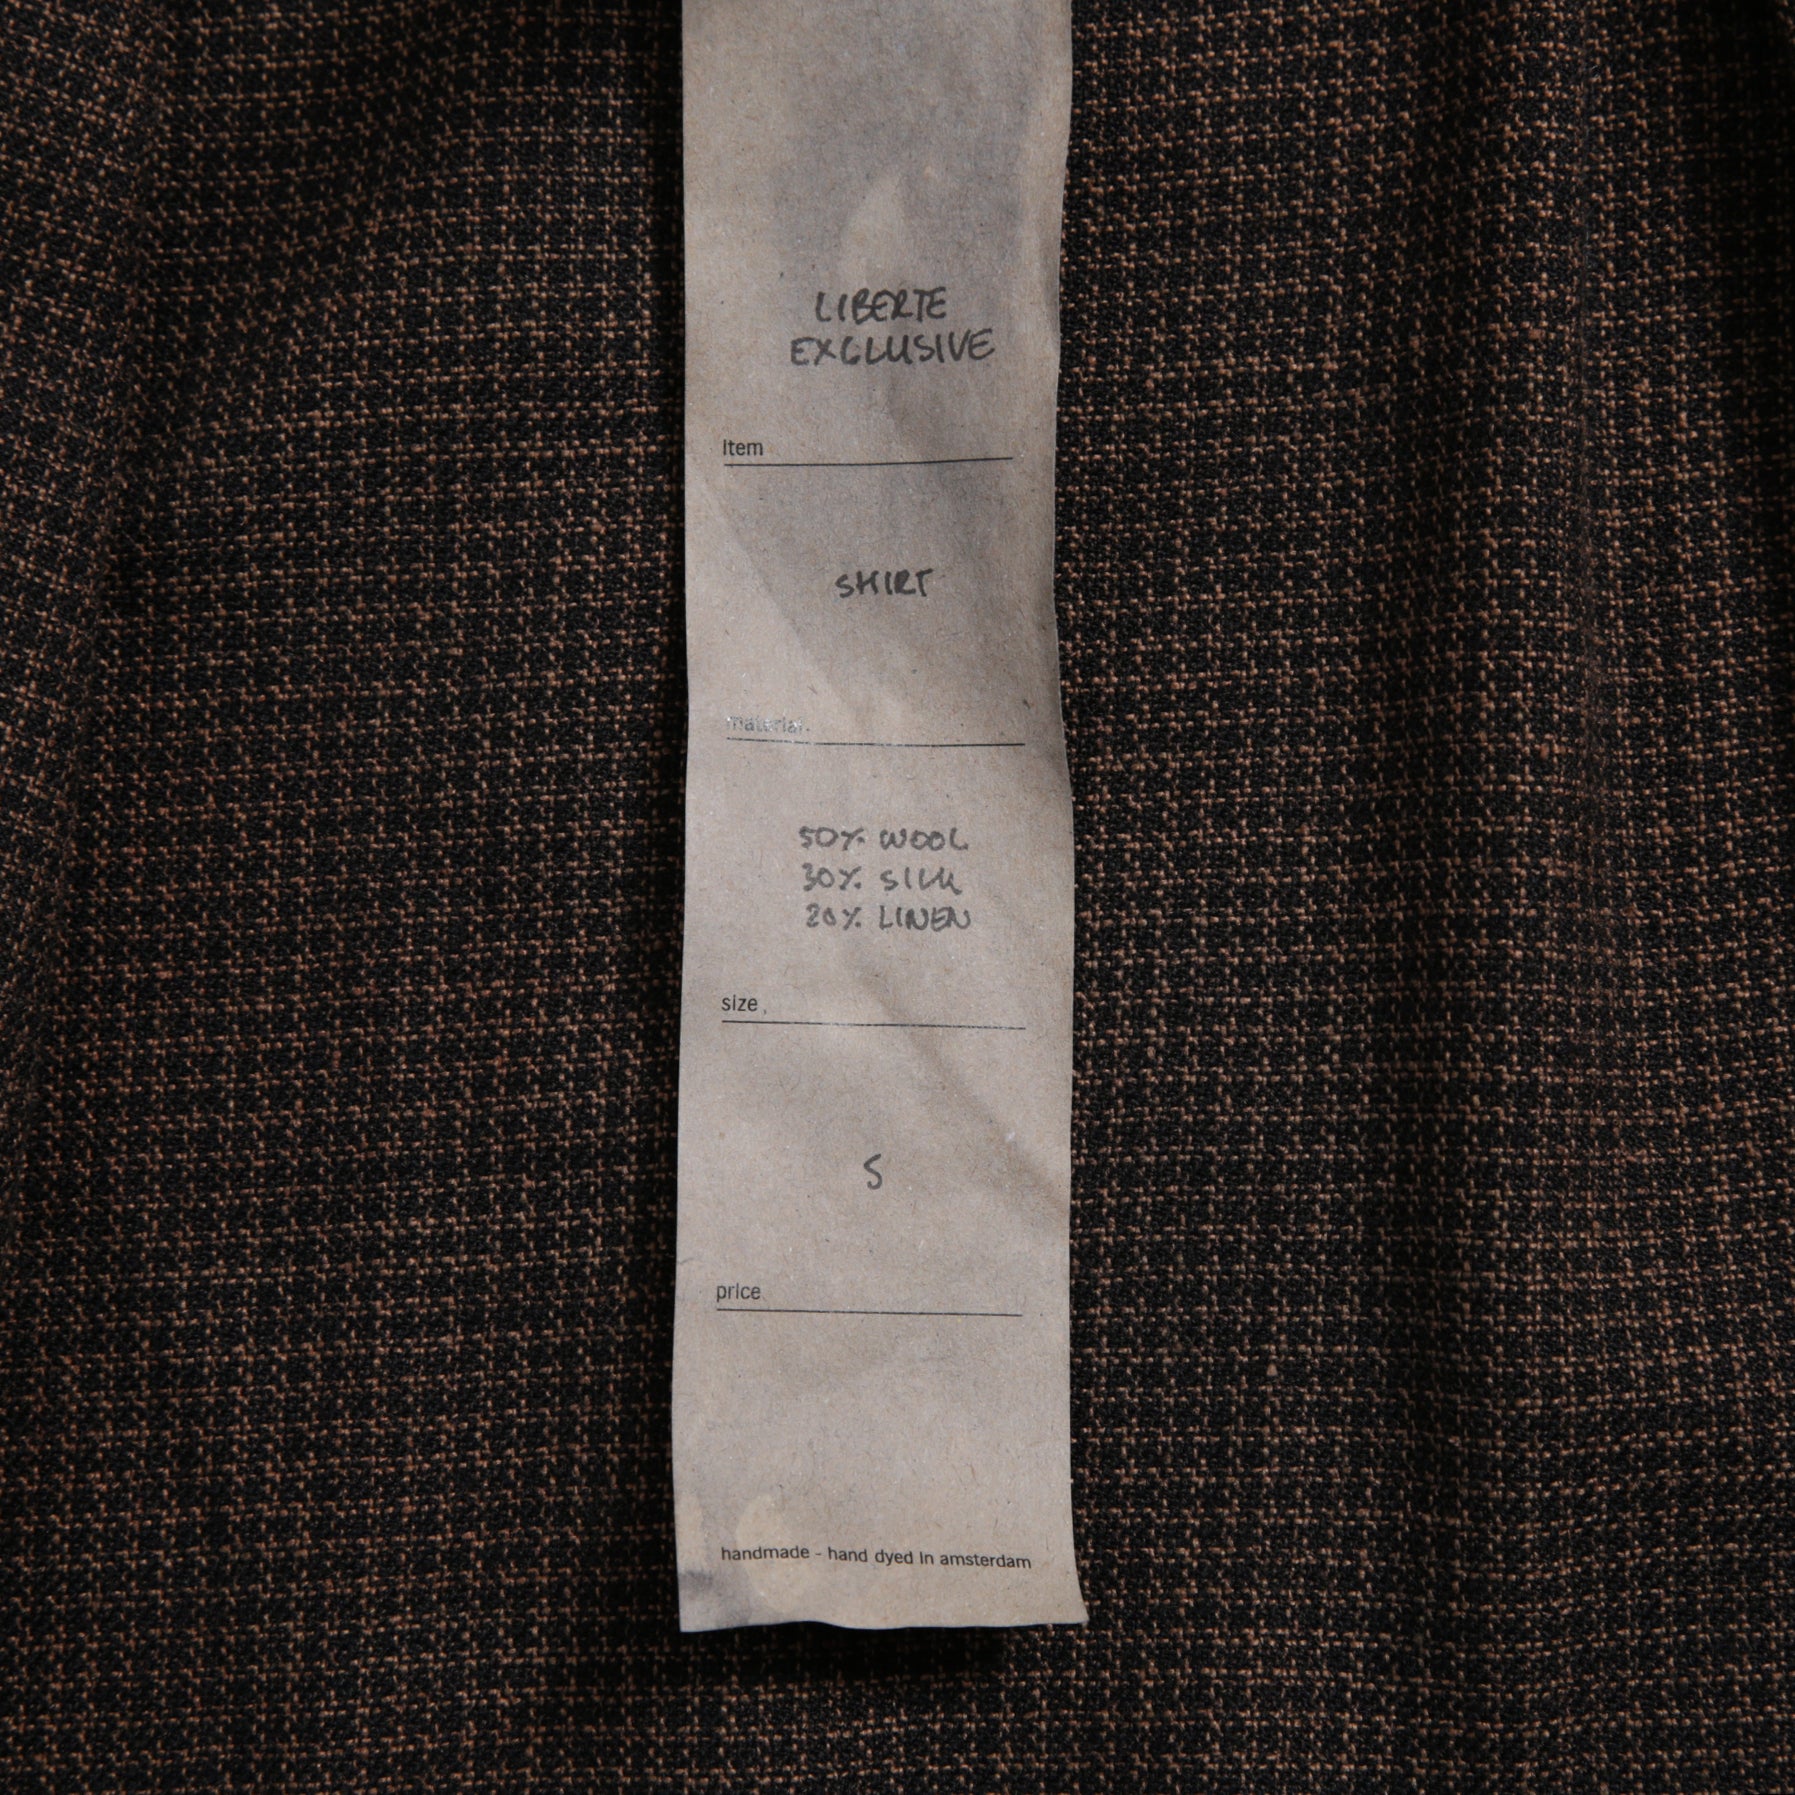 LIBERTE
EXCLUSIVE
item
SHIRT
material
50% WOOL
30% SILK
20% LINEN
size
S
price
handmade - hand dyed in amsterdam